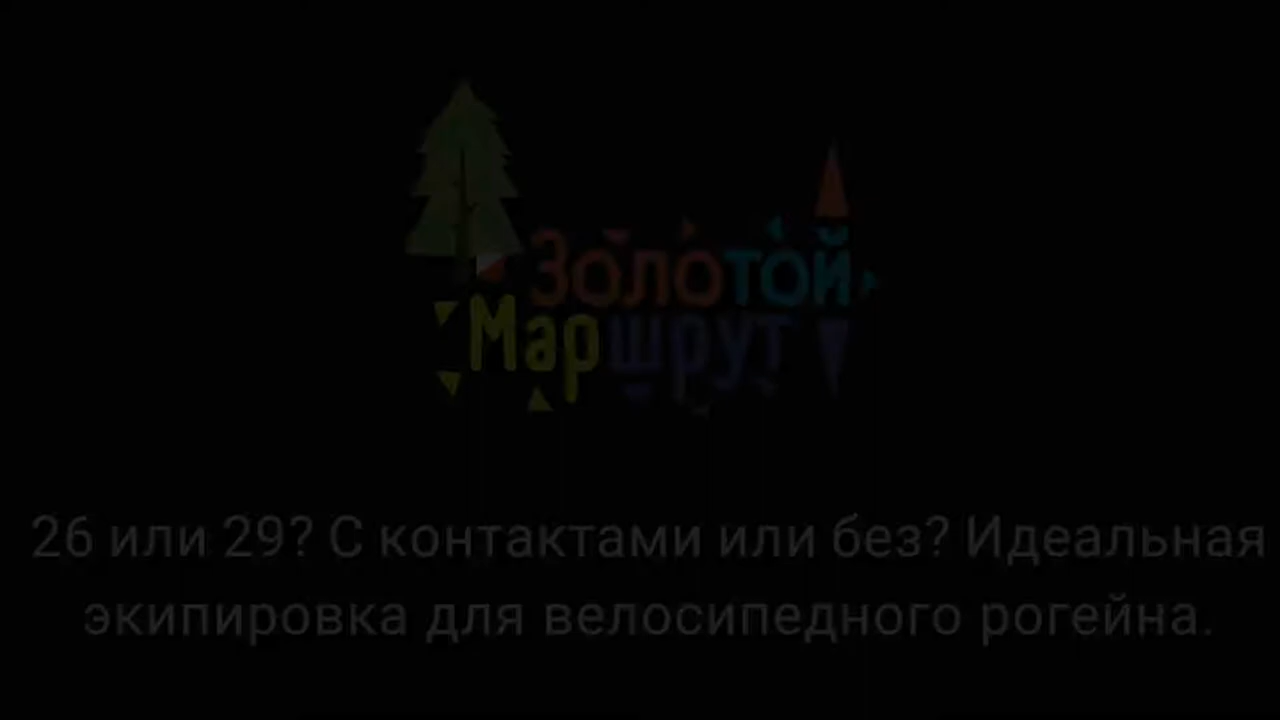 Золотой
Маршрут
26 или 29? С контактами или без? Идеальная
экипировка для велосипедного рогейна.